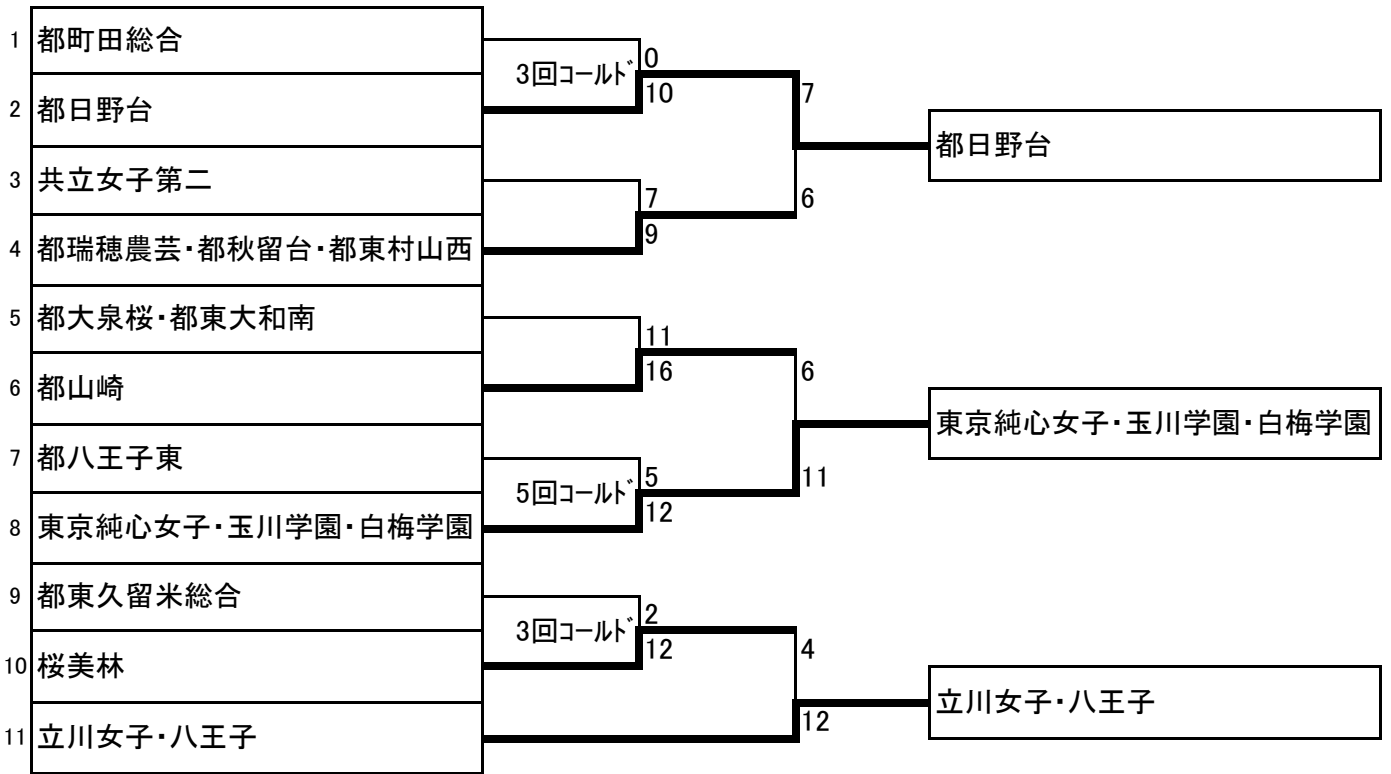 1 都町田総合
3回コールド
0
10
2 都日野台
7
都日野台
3 共立女子第二
7
9
6
4 都瑞穂農芸・都秋留台・都東村山西
5 都大泉桜・都東大和南
11
16
6 都山崎
6
東京純心女子・玉川学園・白梅学園
7 都八王子東
5回コールド
5
12
11
8 東京純心女子・玉川学園・白梅学園
9 都東久留米総合
3回コールド
2
12
10 桜美林
4
立川女子・八王子
11 立川女子・八王子
12